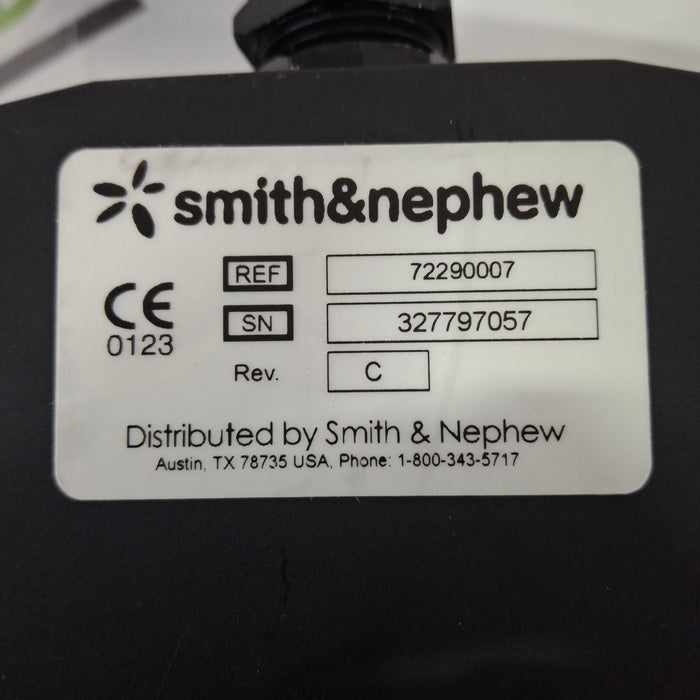 smith&nephew
REF 72290007
CE
0123
SN 327797057
Rev. C
Distributed by Smith & Nephew
Austin, TX 78735 USA, Phone: 1-800-343-5717